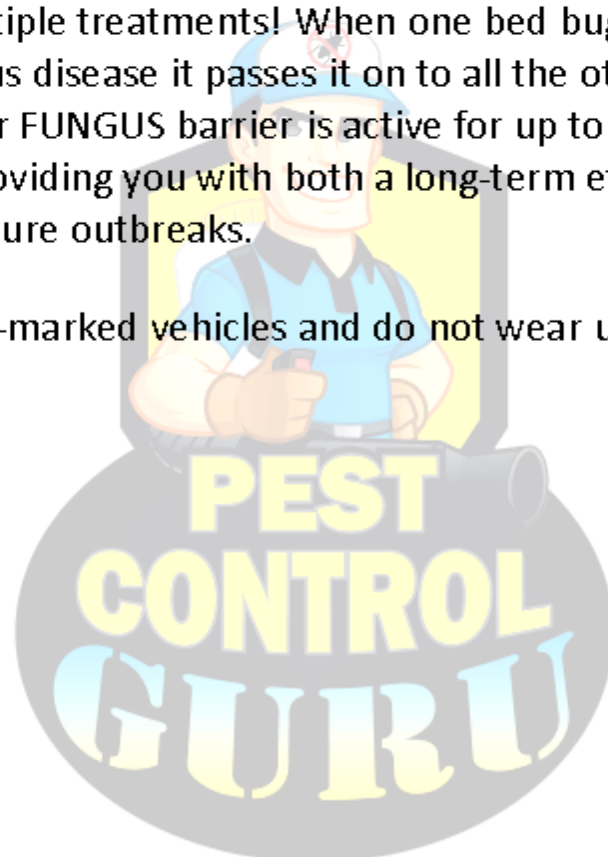 tiple treatments! When one bed bug
us disease it passes it on to all the ot
r FUNGUS barrier is active for up to
oviding you with both a long-term ef
ure outbreaks.
-marked vehicles and do not wear u
PEST
CONTROL
GURU